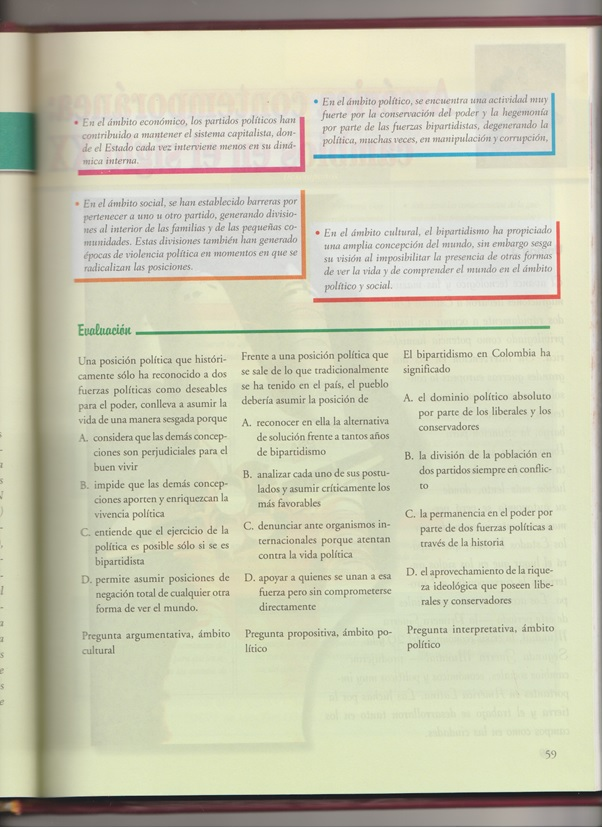 • En el ámbito económico, los partidos políticos han
contribuido a mantener el sistema capitalista, don-
de el Estado cada vez interviene menos en su diná-
mica interna.
• En el ámbito político, se encuentra una actividad muy
fuerte por la conservación del poder y la hegemonía
por parte de las fuerzas bipartidistas, degenerando la
política, muchas veces, en manipulación y corrupción,
• En el ámbito social, se han establecido barreras por
pertenecer a uno u otro partido, generando divisio-
nes al interior de las familias y de las pequeñas co-
munidades. Estas divisiones también han generado
épocas de violencia política en momentos en que se
radicalizan las posiciones.
• En el ámbito cultural, el bipartidismo ha propiciado
una amplia concepción del mundo, sin embargo sesga
su visión al imposibilitar la presencia de otras formas
de ver la vida y de comprender el mundo en el ámbito
político y social.
Evaluación
Una posición política que históri-
camente sólo ha reconocido a dos
fuerzas políticas como deseables
para el poder, conlleva a asumir la
vida de una manera sesgada porque
A. considera que las demás concep-
ciones son perjudiciales para el
buen vivir
B. impide que las demás concep-
ciones aporten y enriquezcan la
vivencia política
C. entiende que el ejercicio de la
política es posible sólo si se es
bipartidista
D. permite asumir posiciones de
negación total de cualquier otra
forma de ver el mundo.
Pregunta argumentativa, ámbito
cultural
Frente a una posición política que
se sale de lo que tradicionalmente
se ha tenido en el país, el pueblo
debería asumir la posición de
A. reconocer en ella la alternativa
de solución frente a tantos años
de bipartidismo
B. analizar cada uno de sus postu-
lados y asumir críticamente los
más favorables
C. denunciar ante organismos in-
ternacionales porque atentan
contra la vida política
D. apoyar a quienes se unan a esa
fuerza pero sin comprometerse
directamente
Pregunta propositiva, ámbito po-
lítico
El bipartidismo en Colombia ha
significado
A. el dominio político absoluto
por parte de los liberales y los
conservadores
B. la división de la población en
dos partidos siempre en conflic-
to
C. la permanencia en el poder por
parte de dos fuerzas políticas a
través de la historia
D. el aprovechamiento de la rique-
za ideológica que poseen libe-
rales y conservadores
Pregunta interpretativa, ámbito
político
59